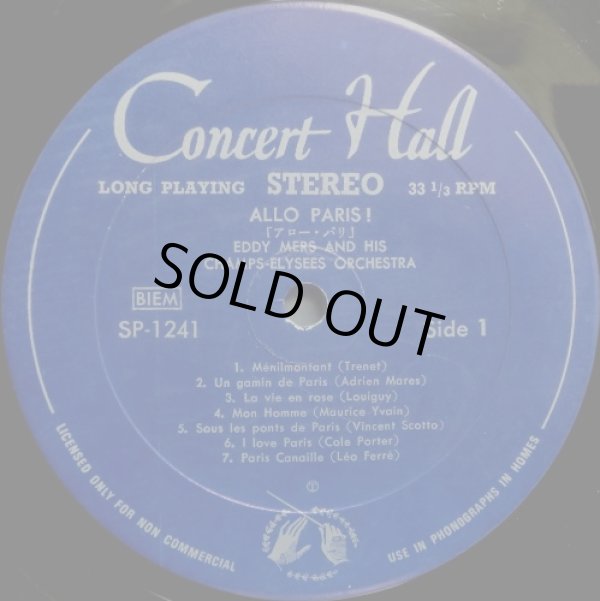 Concert Hall
LONG PLAYING STEREO 33 1/3 RPM
ALLO PARIS!
『アロー・パリ』
EDDY MERS AND HIS
CHAMPS-ELYSEES ORCHESTRA
SOLD OUT
BIEM
SP-1241
Side 1
1. Ménilmontant (Trenet)
2. Un gamin de Paris (Adrien Mares)
3. La vie en rose (Louiguy)
4. Mon Homme (Maurice Yvain)
5. Sous les ponts de Paris (Vincent Scotto)
6. I love Paris (Cole Porter)
7. Paris Canaille (Léo Ferré)
Ⓟ
LICENSED ONLY FOR NON COMMERCIAL
USE IN PHONOGRAPHS IN HOMES